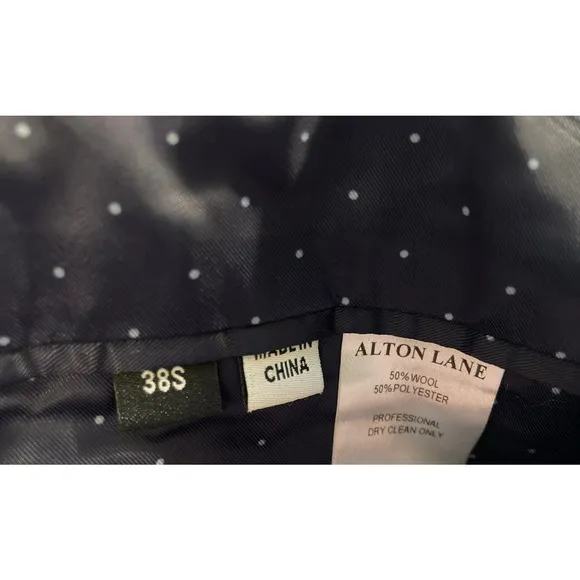 38S
MADE IN
CHINA
ALTON LANE
50% WOOL
50% POLYESTER
PROFESSIONAL
DRY CLEAN ONLY